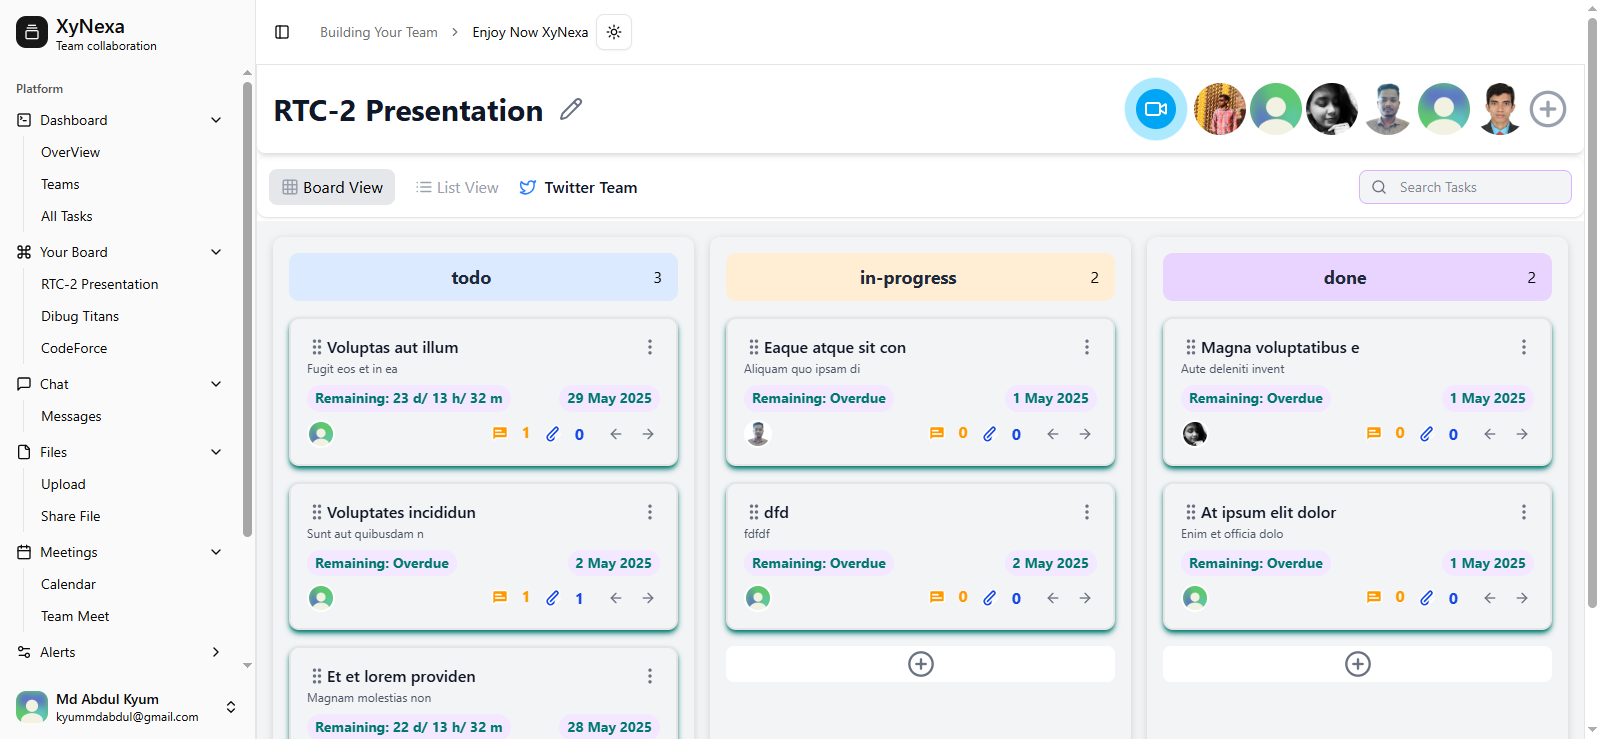 XyNexa
Team collaboration
Platform
Dashboard
OverView
Teams
All Tasks
Your Board
RTC-2 Presentation
Dibug Titans
CodeForce
Chat
Messages
Files
Upload
Share File
Meetings
Calendar
Team Meet
Alerts
Md Abdul Kyum
kyummdabdul@gmail.com
Building Your Team > Enjoy Now XyNexa
RTC-2 Presentation
Board View List View Twitter Team
Search Tasks
todo 3
Voluptas aut illum
Fugit eos et in ea
Remaining: 23 d/ 13 h/ 32 m 29 May 2025
1 0
Voluptates incididun
Sunt aut quibusdam n
Remaining: Overdue 2 May 2025
1 1
Et et lorem providen
Magnam molestias non
Remaining: 22 d/ 13 h/ 32 m 28 May 2025
in-progress 2
Eaque atque sit con
Aliquam quo ipsam di
Remaining: Overdue 1 May 2025
0 0
dfd
fdfdf
Remaining: Overdue 2 May 2025
0 0
done 2
Magna voluptatibus e
Aute deleniti invent
Remaining: Overdue 1 May 2025
0 0
At ipsum elit dolor
Enim et officia dolo
Remaining: Overdue 1 May 2025
0 0